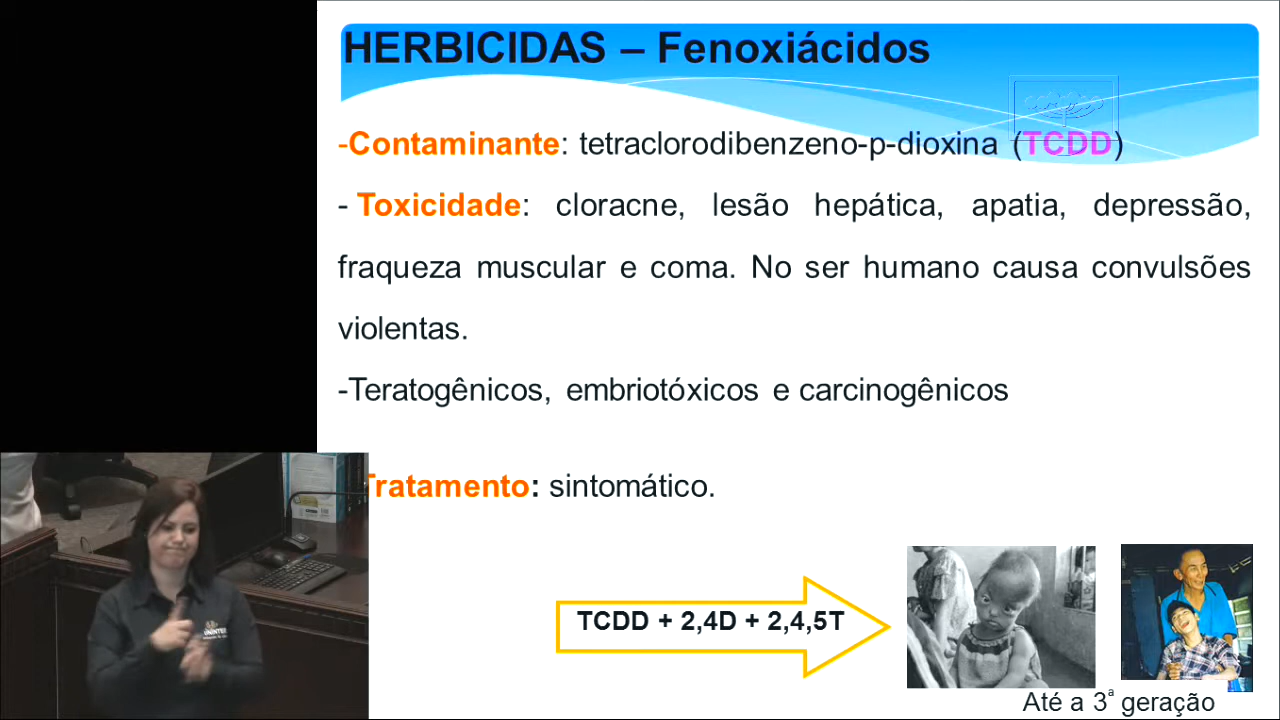 HERBICIDAS – Fenoxiácidos
-Contaminante: tetraclorodibenzeno-p-dioxina (TCDD)
- Toxicidade: cloracne, lesão hepática, apatia, depressão,
fraqueza muscular e coma. No ser humano causa convulsões
violentas.
-Teratogênicos, embriotóxicos e carcinogênicos
Tratamento: sintomático.
TCDD + 2,4D + 2,4,5T
Até a 3ª geração
UNINTER